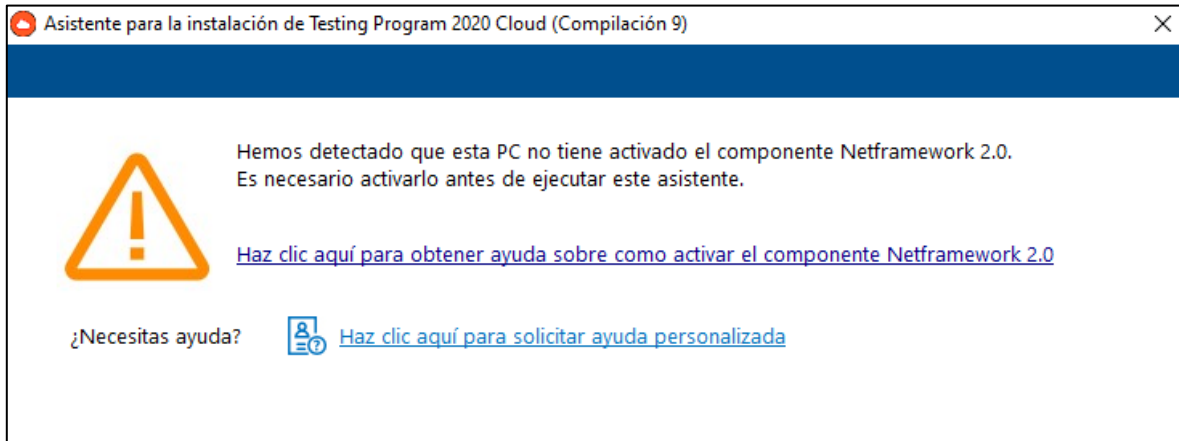 Asistente para la instalación de Testing Program 2020 Cloud (Compilación 9)
Hemos detectado que esta PC no tiene activado el componente Netframework 2.0.
Es necesario activarlo antes de ejecutar este asistente.
Haz clic aquí para obtener ayuda sobre como activar el componente Netframework 2.0
¿Necesitas ayuda? Haz clic aquí para solicitar ayuda personalizada